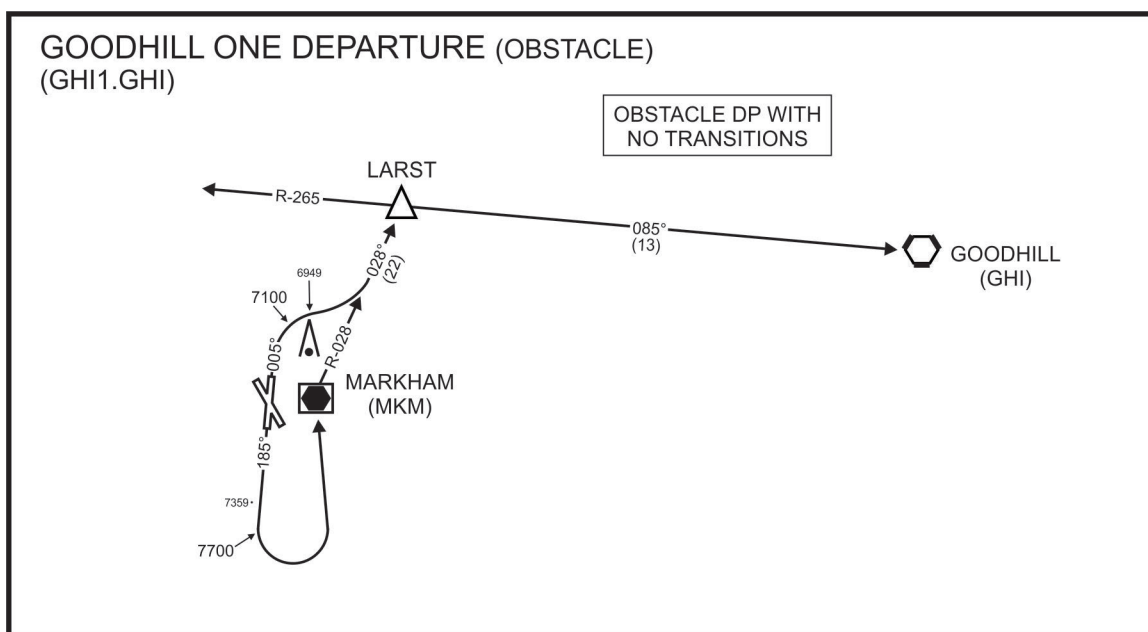 GOODHILL ONE DEPARTURE (OBSTACLE)
(GHI1.GHI)
OBSTACLE DP WITH
NO TRANSITIONS
LARST
R-265
085°
(13)
GOODHILL
(GHI)
028°
(22)
6949
7100
005°
R-028
MARKHAM
(MKM)
185°
7359
7700